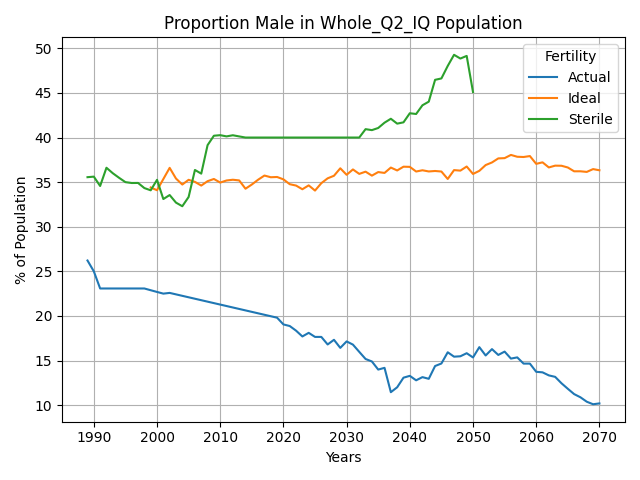 Proportion Male in Whole_Q2_IQ Population
% of Population
50
45
40
35
30
25
20
15
10
Fertility
Actual
Ideal
Sterile
1990 2000 2010 2020 2030 2040 2050 2060 2070
Years